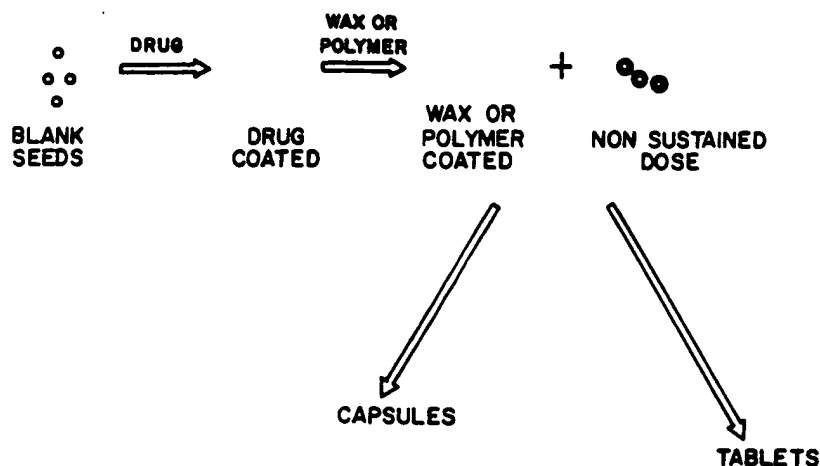 DRUG
WAX OR
POLYMER
+
BLANK
SEEDS
DRUG
COATED
WAX OR
POLYMER
COATED
NON SUSTAINED
DOSE
CAPSULES
TABLETS